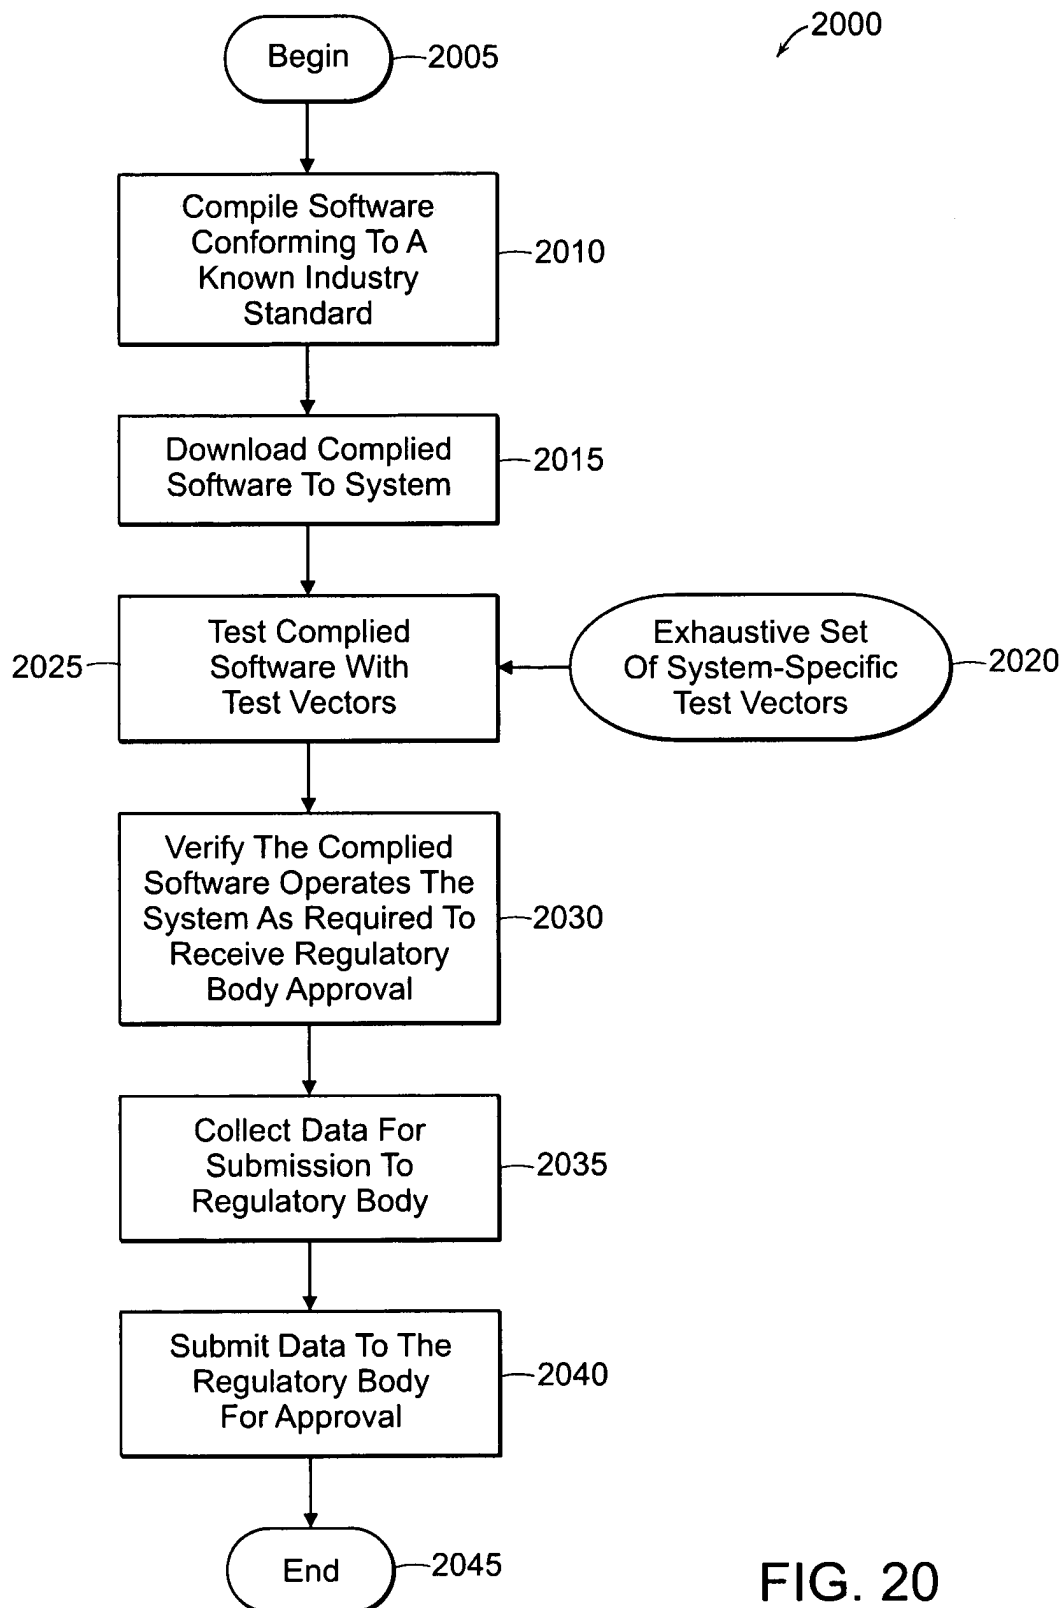 2000
Begin
2005
Compile Software
Conforming To A
Known Industry
Standard
2010
Download Complied
Software To System
2015
Test Complied
Software With
Test Vectors
2025
Exhaustive Set
Of System-Specific
Test Vectors
2020
Verify The Complied
Software Operates The
System As Required To
Receive Regulatory
Body Approval
2030
Collect Data For
Submission To
Regulatory Body
2035
Submit Data To The
Regulatory Body
For Approval
2040
End
2045
FIG. 20